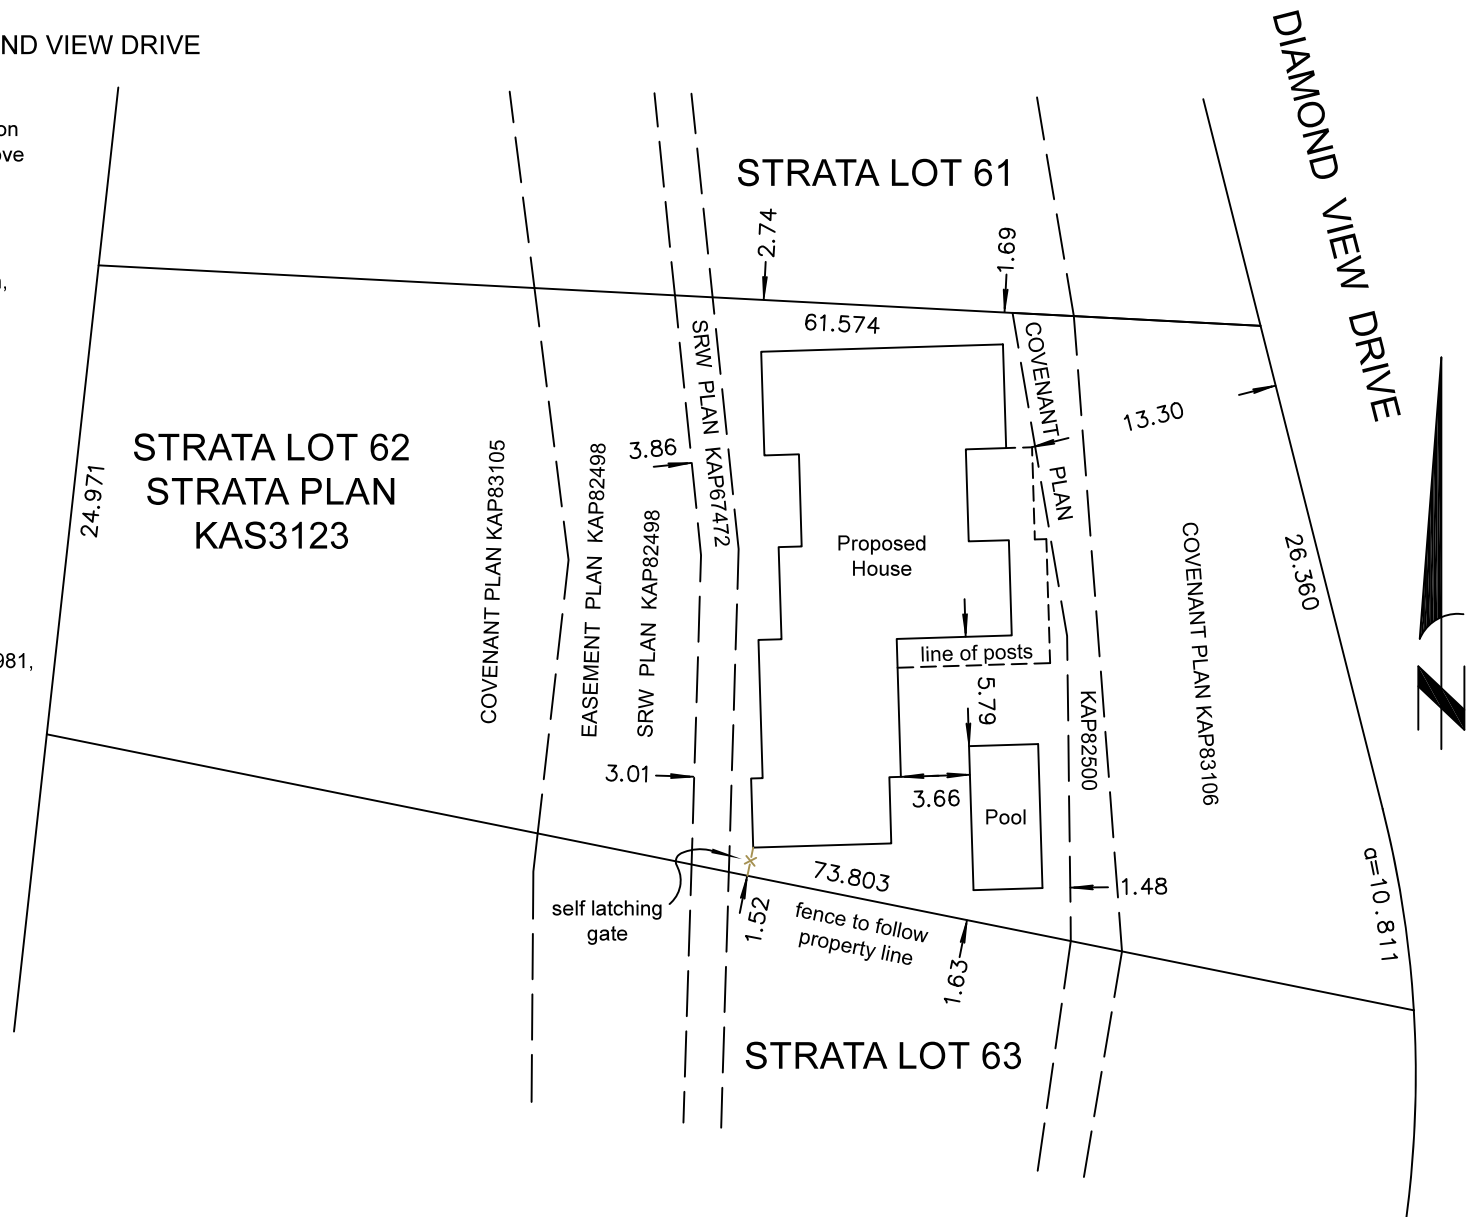 ND VIEW DRIVE
on
ove
,
981,
DIAMOND VIEW DRIVE
STRATA LOT 61
2.74
1.69
61.574
SRW PLAN KAP67472
COVENANT PLAN
KAP82500
13.30
STRATA LOT 62
STRATA PLAN
KAS3123
24.971
COVENANT PLAN KAP83105
EASEMENT PLAN KAP82498
SRW PLAN KAP82498
3.86
Proposed
House
COVENANT PLAN KAP83106
26.360
line of posts
5.79
3.01
3.66
Pool
73.803
1.48
a=10.811
self latching
gate
1.52
fence to follow
property line
1.63
STRATA LOT 63
N